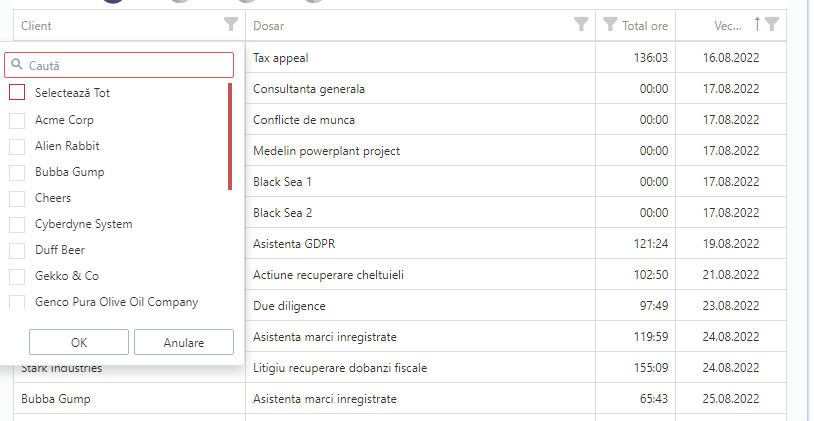 Client Dosar Total ore Vec...
Caută
Selectează Tot
Acme Corp
Alien Rabbit
Bubba Gump
Cheers
Cyberdyne System
Duff Beer
Gekko & Co
Genco Pura Olive Oil Company
OK Anulare
Tax appeal 136:03 16.08.2022
Consultanta generala 00:00 17.08.2022
Conflicte de munca 00:00 17.08.2022
Medelin powerplant project 00:00 17.08.2022
Black Sea 1 00:00 17.08.2022
Black Sea 2 00:00 17.08.2022
Asistenta GDPR 121:24 19.08.2022
Actiune recuperare cheltuieli 102:50 21.08.2022
Due diligence 97:49 23.08.2022
Asistenta marci inregistrate 119:59 24.08.2022
Stark Industries Litigiu recuperare dobanzi fiscale 155:09 24.08.2022
Bubba Gump Asistenta marci inregistrate 65:43 25.08.2022